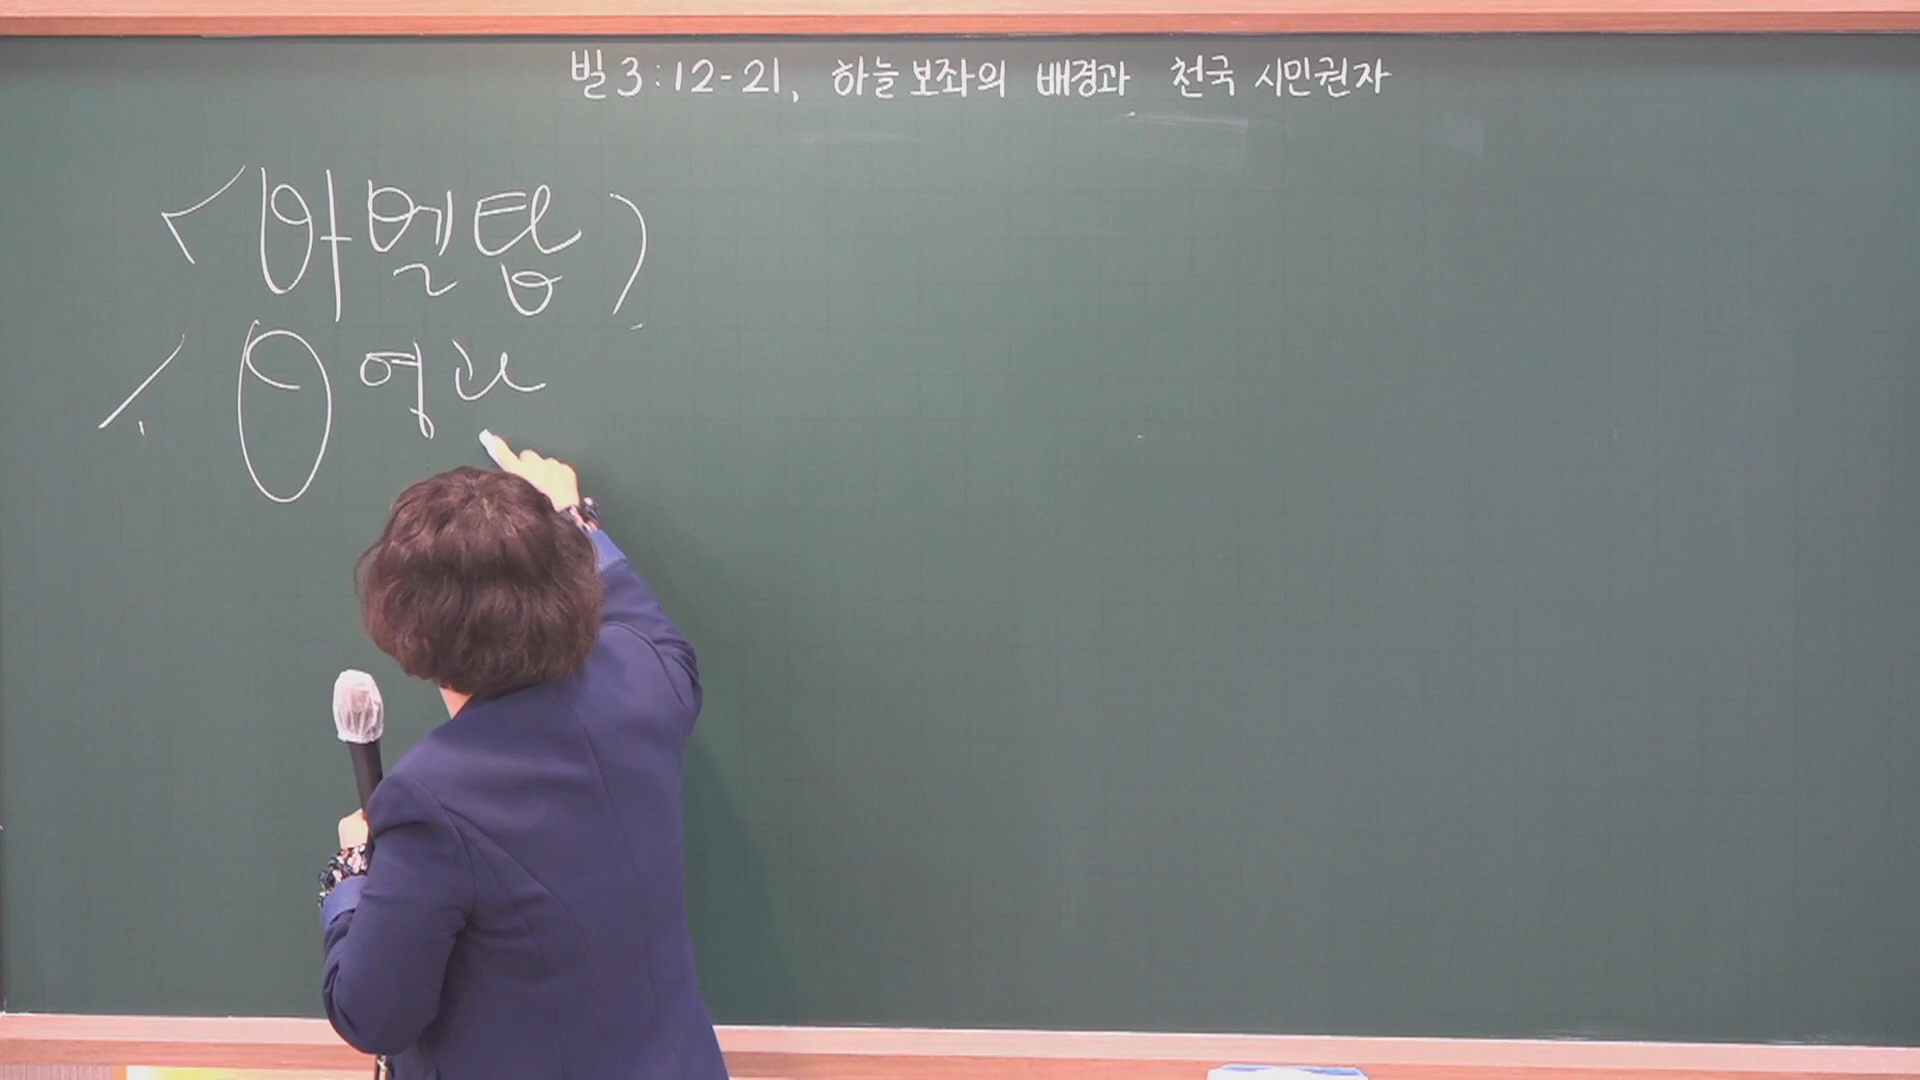 빌 3:12-21, 하늘 보좌의 배경과 천국 시민권자
<바벨탑>
영과